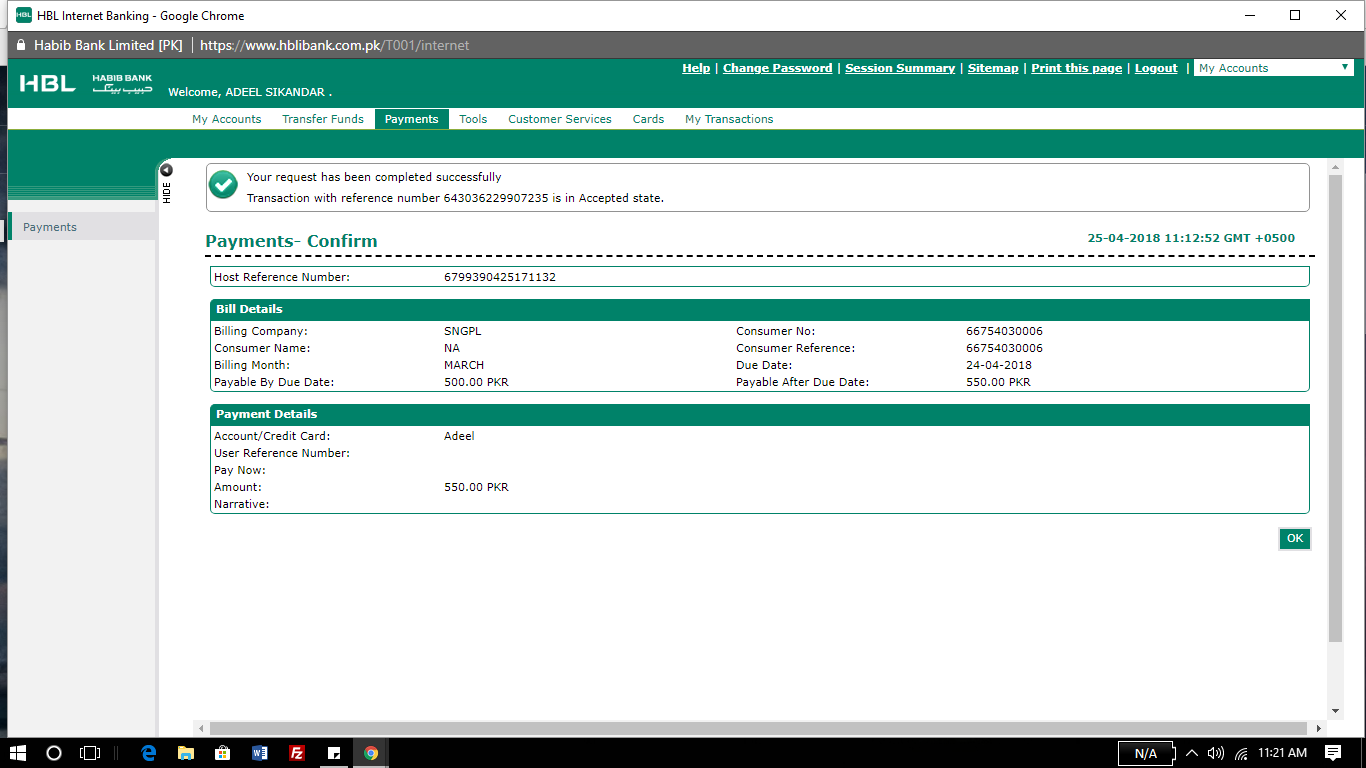 HBL Internet Banking - Google Chrome
Habib Bank Limited [PK] | https://www.hblibank.com.pk/T001/internet
Help | Change Password | Session Summary | Sitemap | Print this page | Logout | My Accounts
HBL HABIB BANK
حبیب بینک
Welcome, ADEEL SIKANDAR .
My Accounts Transfer Funds Payments Tools Customer Services Cards My Transactions
HIDE
Payments
Your request has been completed successfully
Transaction with reference number 643036229907235 is in Accepted state.
Payments- Confirm 25-04-2018 11:12:52 GMT +0500
Host Reference Number: 6799390425171132
Bill Details
Billing Company: SNGPL Consumer No: 66754030006
Consumer Name: NA Consumer Reference: 66754030006
Billing Month: MARCH Due Date: 24-04-2018
Payable By Due Date: 500.00 PKR Payable After Due Date: 550.00 PKR
Payment Details
Account/Credit Card: Adeel
User Reference Number:
Pay Now:
Amount: 550.00 PKR
Narrative:
OK
N/A 11:21 AM